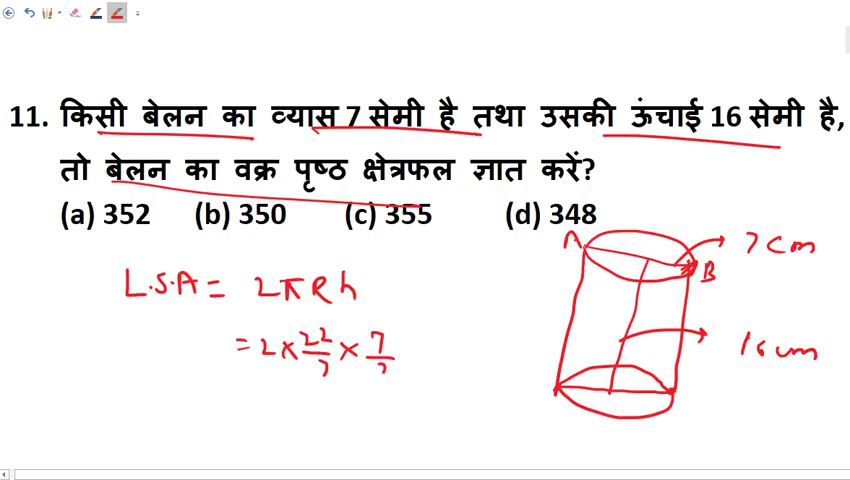 11. किसी बेलन का व्यास 7 सेमी है तथा उसकी ऊंचाई 16 सेमी है,
तो बेलन का वक्र पृष्ठ क्षेत्रफल ज्ञात करें?
(a) 352 (b) 350 (c) 355 (d) 348
A B 7cm
L.S.A = 2πRh
= 2 × 22/7 × 7/2
16cm